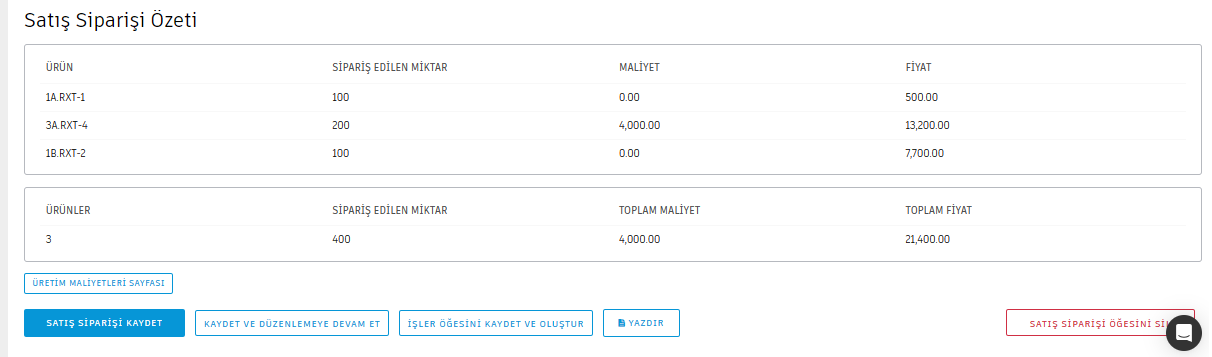 Satış Siparişi Özeti
ÜRÜN SİPARİŞ EDİLEN MİKTAR MALİYET FİYAT
1A.RXT-1 100 0.00 500.00
3A.RXT-4 200 4,000.00 13,200.00
1B.RXT-2 100 0.00 7,700.00
ÜRÜNLER SİPARİŞ EDİLEN MİKTAR TOPLAM MALİYET TOPLAM FİYAT
3 400 4,000.00 21,400.00
ÜRETİM MALİYETLERİ SAYFASI
SATIŞ SİPARİŞİ KAYDET KAYDET VE DÜZENLEMEYE DEVAM ET İŞLER ÖĞESİNİ KAYDET VE OLUŞTUR YAZDIR SATIŞ SİPARİŞİ ÖĞESİNİ